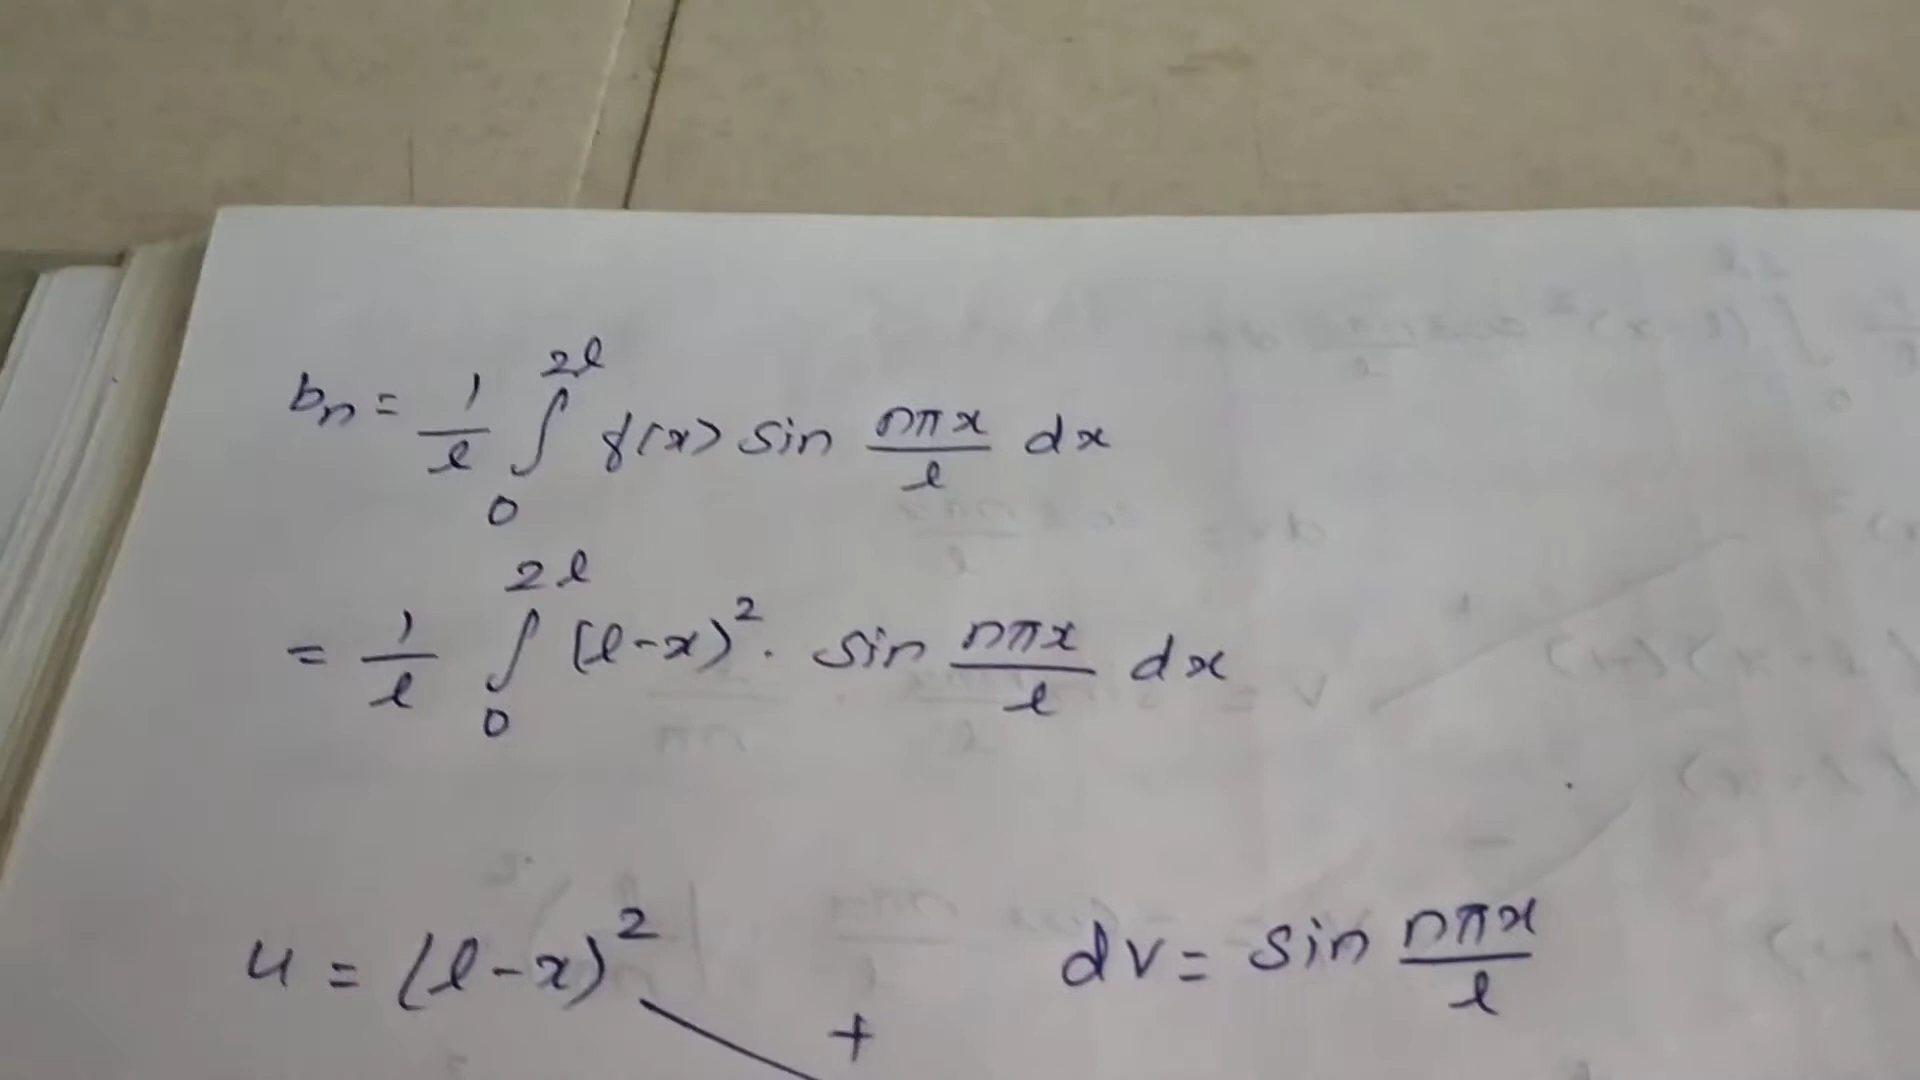 bn = 1/l ∫₀^2l f(x) sin nπx/l dx
= 1/l ∫₀^2l (l-x)². sin nπx/l dx
u = (l-x)² + dv = sin nπx/l